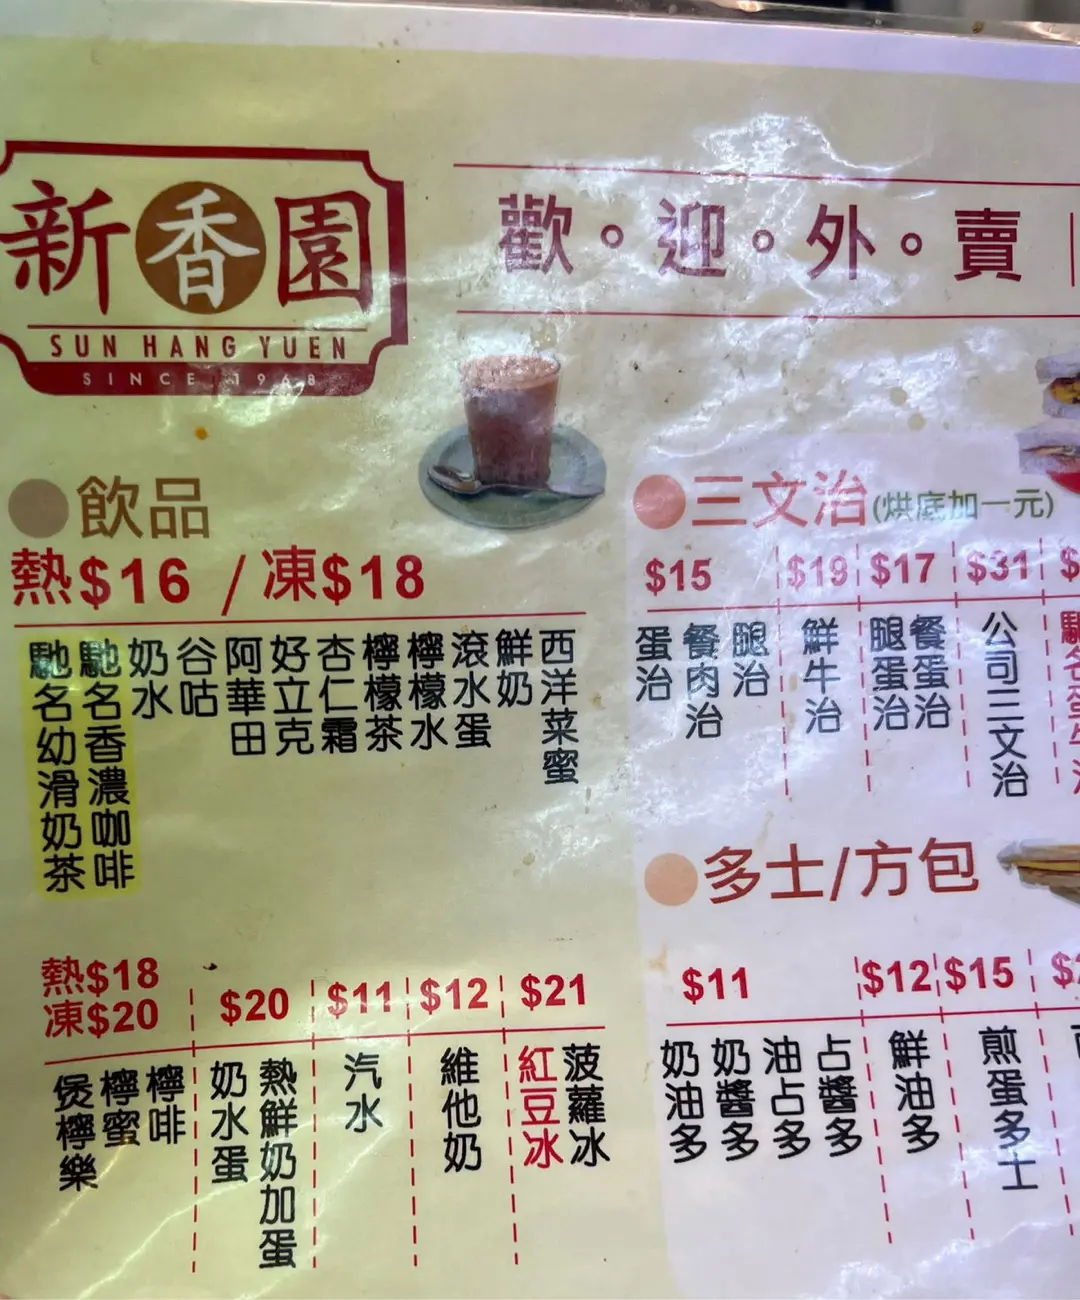 新香園
SUN HANG YUEN
SINCE 1968
歡。迎。外。賣
飲品
熱$16 / 凍$18
馳名幼滑奶茶
馳名香濃咖啡
奶水
谷咕
阿華田
好立克
杏仁霜
檸檬茶
檸檬水
滾水蛋
鮮奶
西洋菜蜜
熱$18
凍$20
煲檸樂
檸蜜
檸啡
$20
奶水蛋
熱鮮奶加蛋
$11
汽水
$12
維他奶
$21
紅豆冰
菠蘿冰
三文治(烘底加一元)
$15
蛋治
餐肉治
腿治
$19
鮮牛治
$17
腿蛋治
餐蛋治
$31
公司三文治
多士/方包
$11
奶油多
奶醬多
油占多
占醬多
$12
鮮油多
$15
煎蛋多士